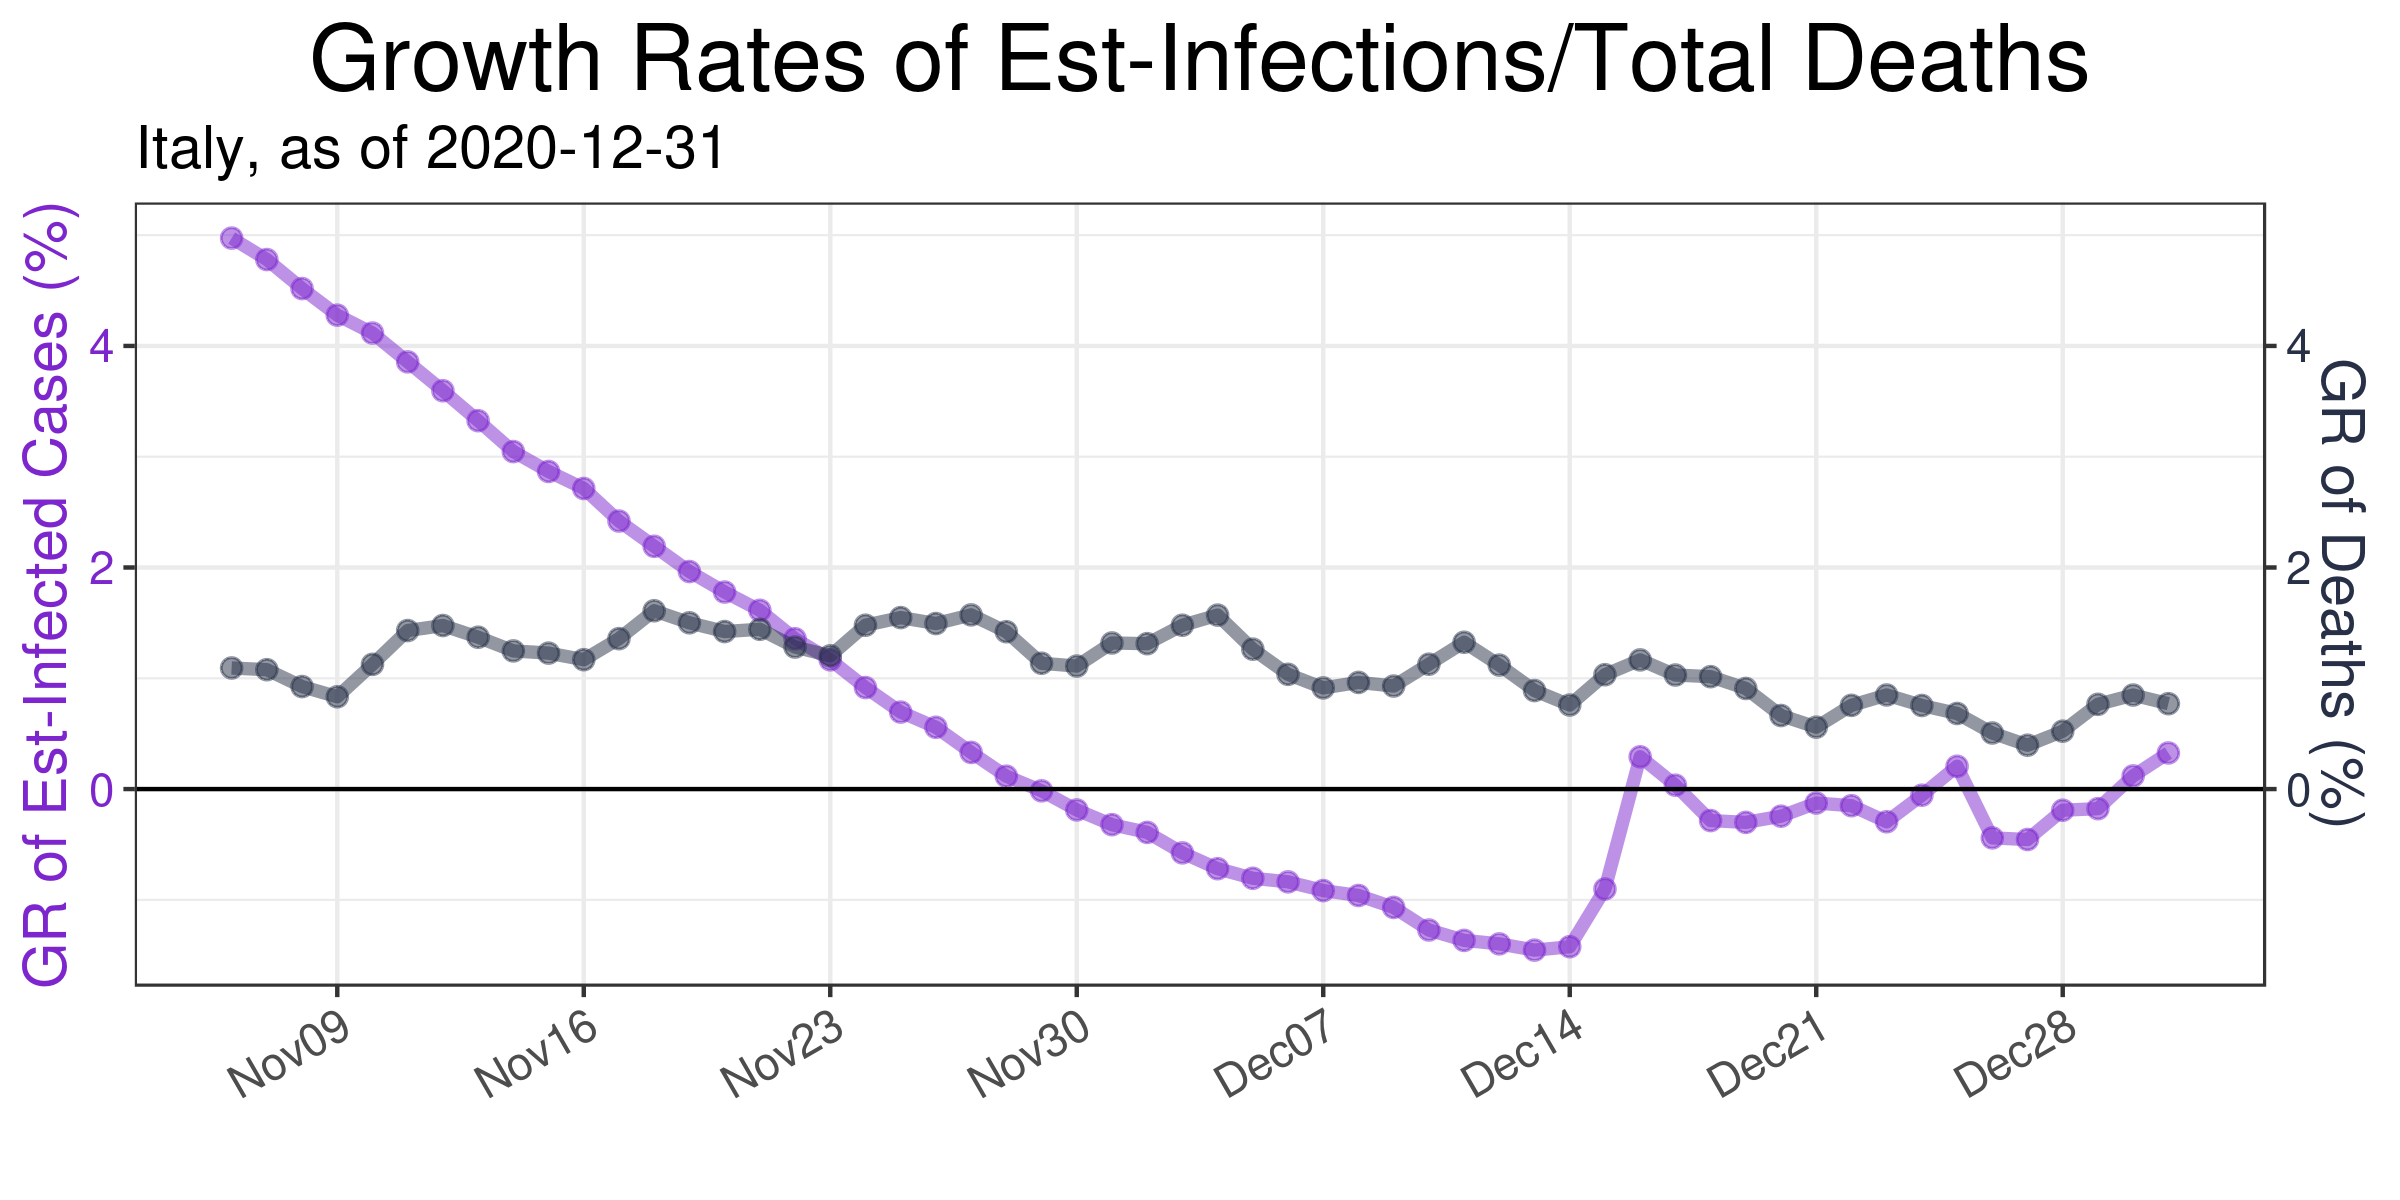 Growth Rates of Est-Infections/Total Deaths
Italy, as of 2020-12-31
GR of Est-Infected Cases (%)
4
2
0
4
2
0
GR of Deaths (%)
Nov09
Nov16
Nov23
Nov30
Dec07
Dec14
Dec21
Dec28